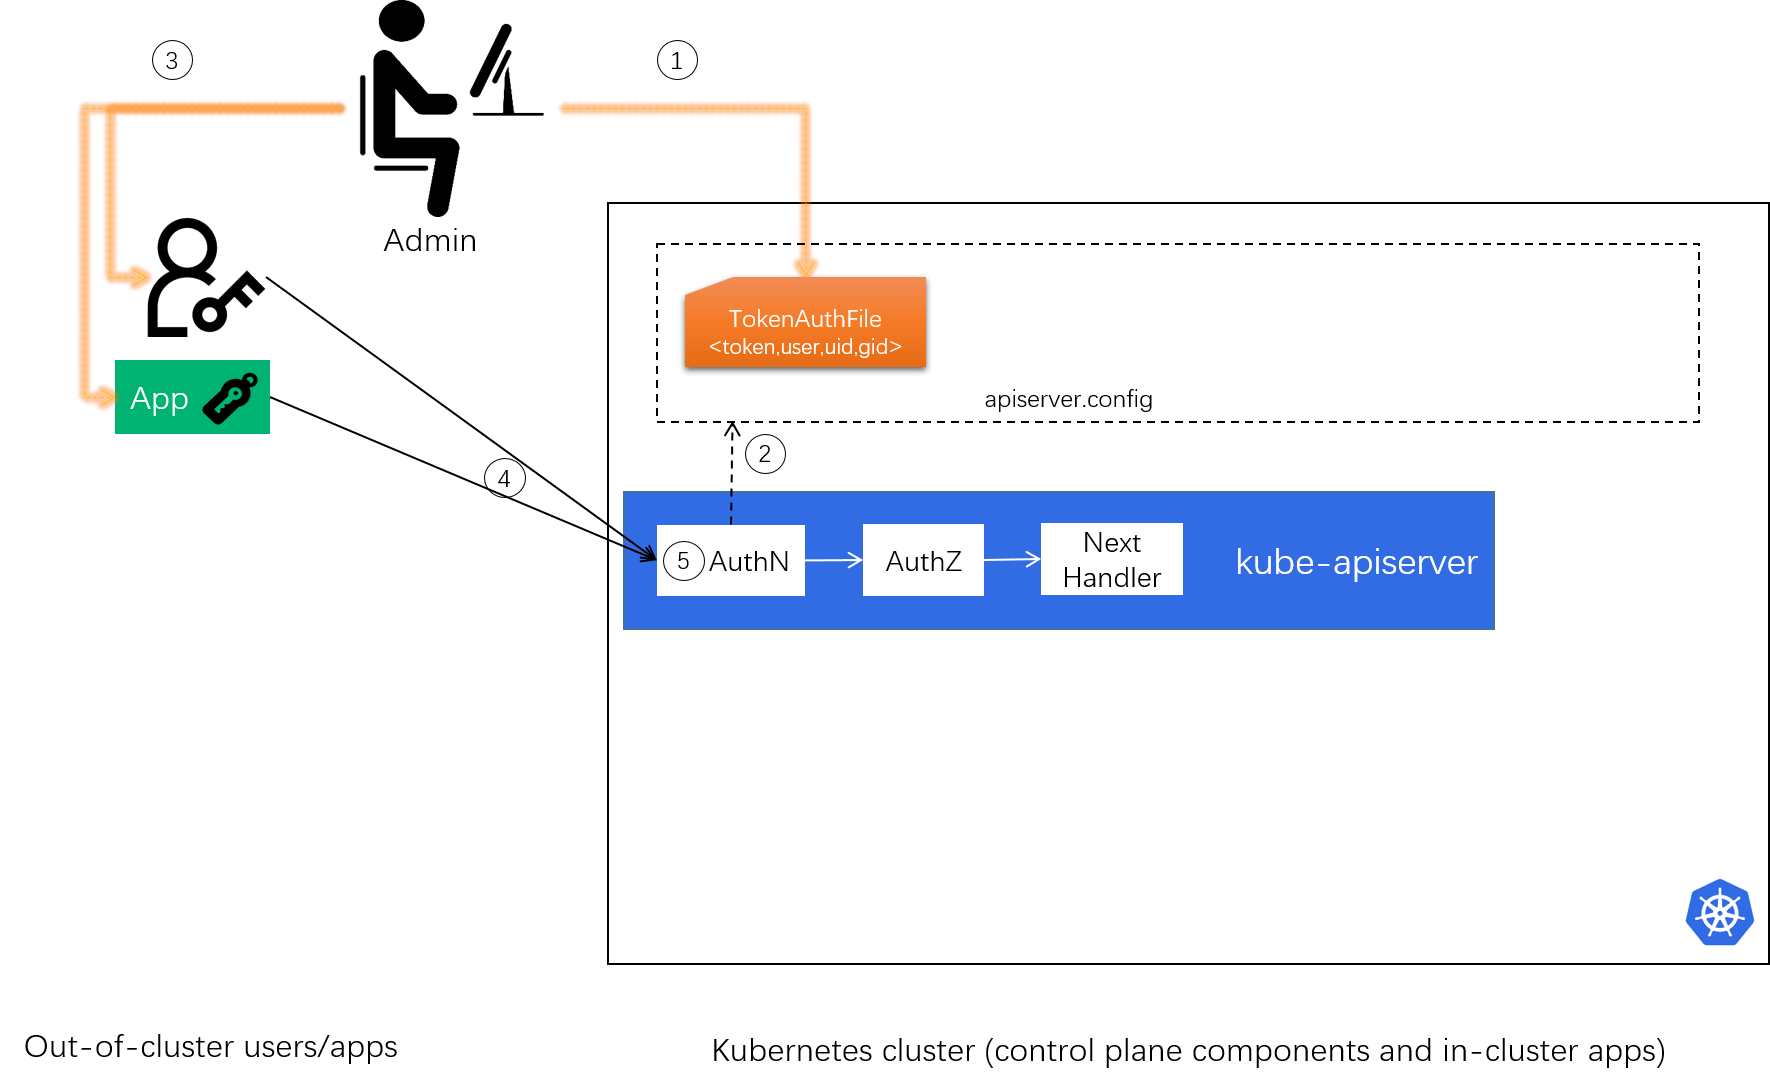 3
1
Admin
TokenAuthFile
<token,user,uid,gid>
App
apiserver.config
2
4
5
AuthN
AuthZ
Next
Handler
kube-apiserver
Out-of-cluster users/apps
Kubernetes cluster (control plane components and in-cluster apps)